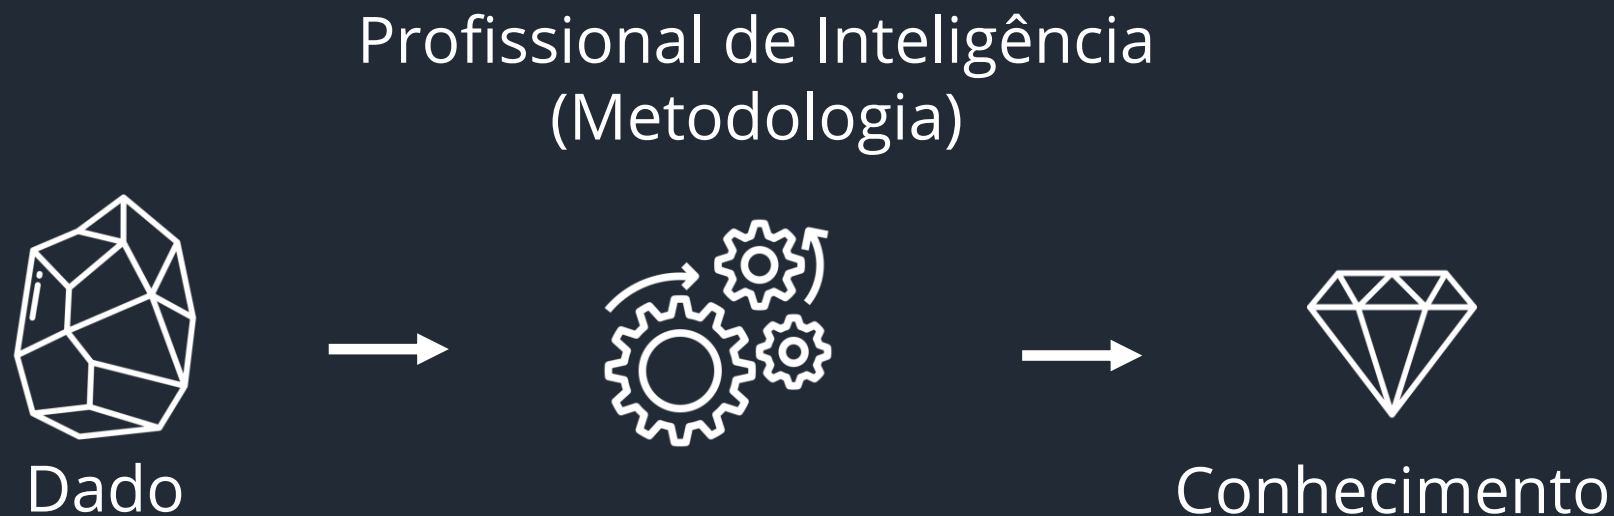 Profissional de Inteligência
(Metodologia)
Dado
Conhecimento